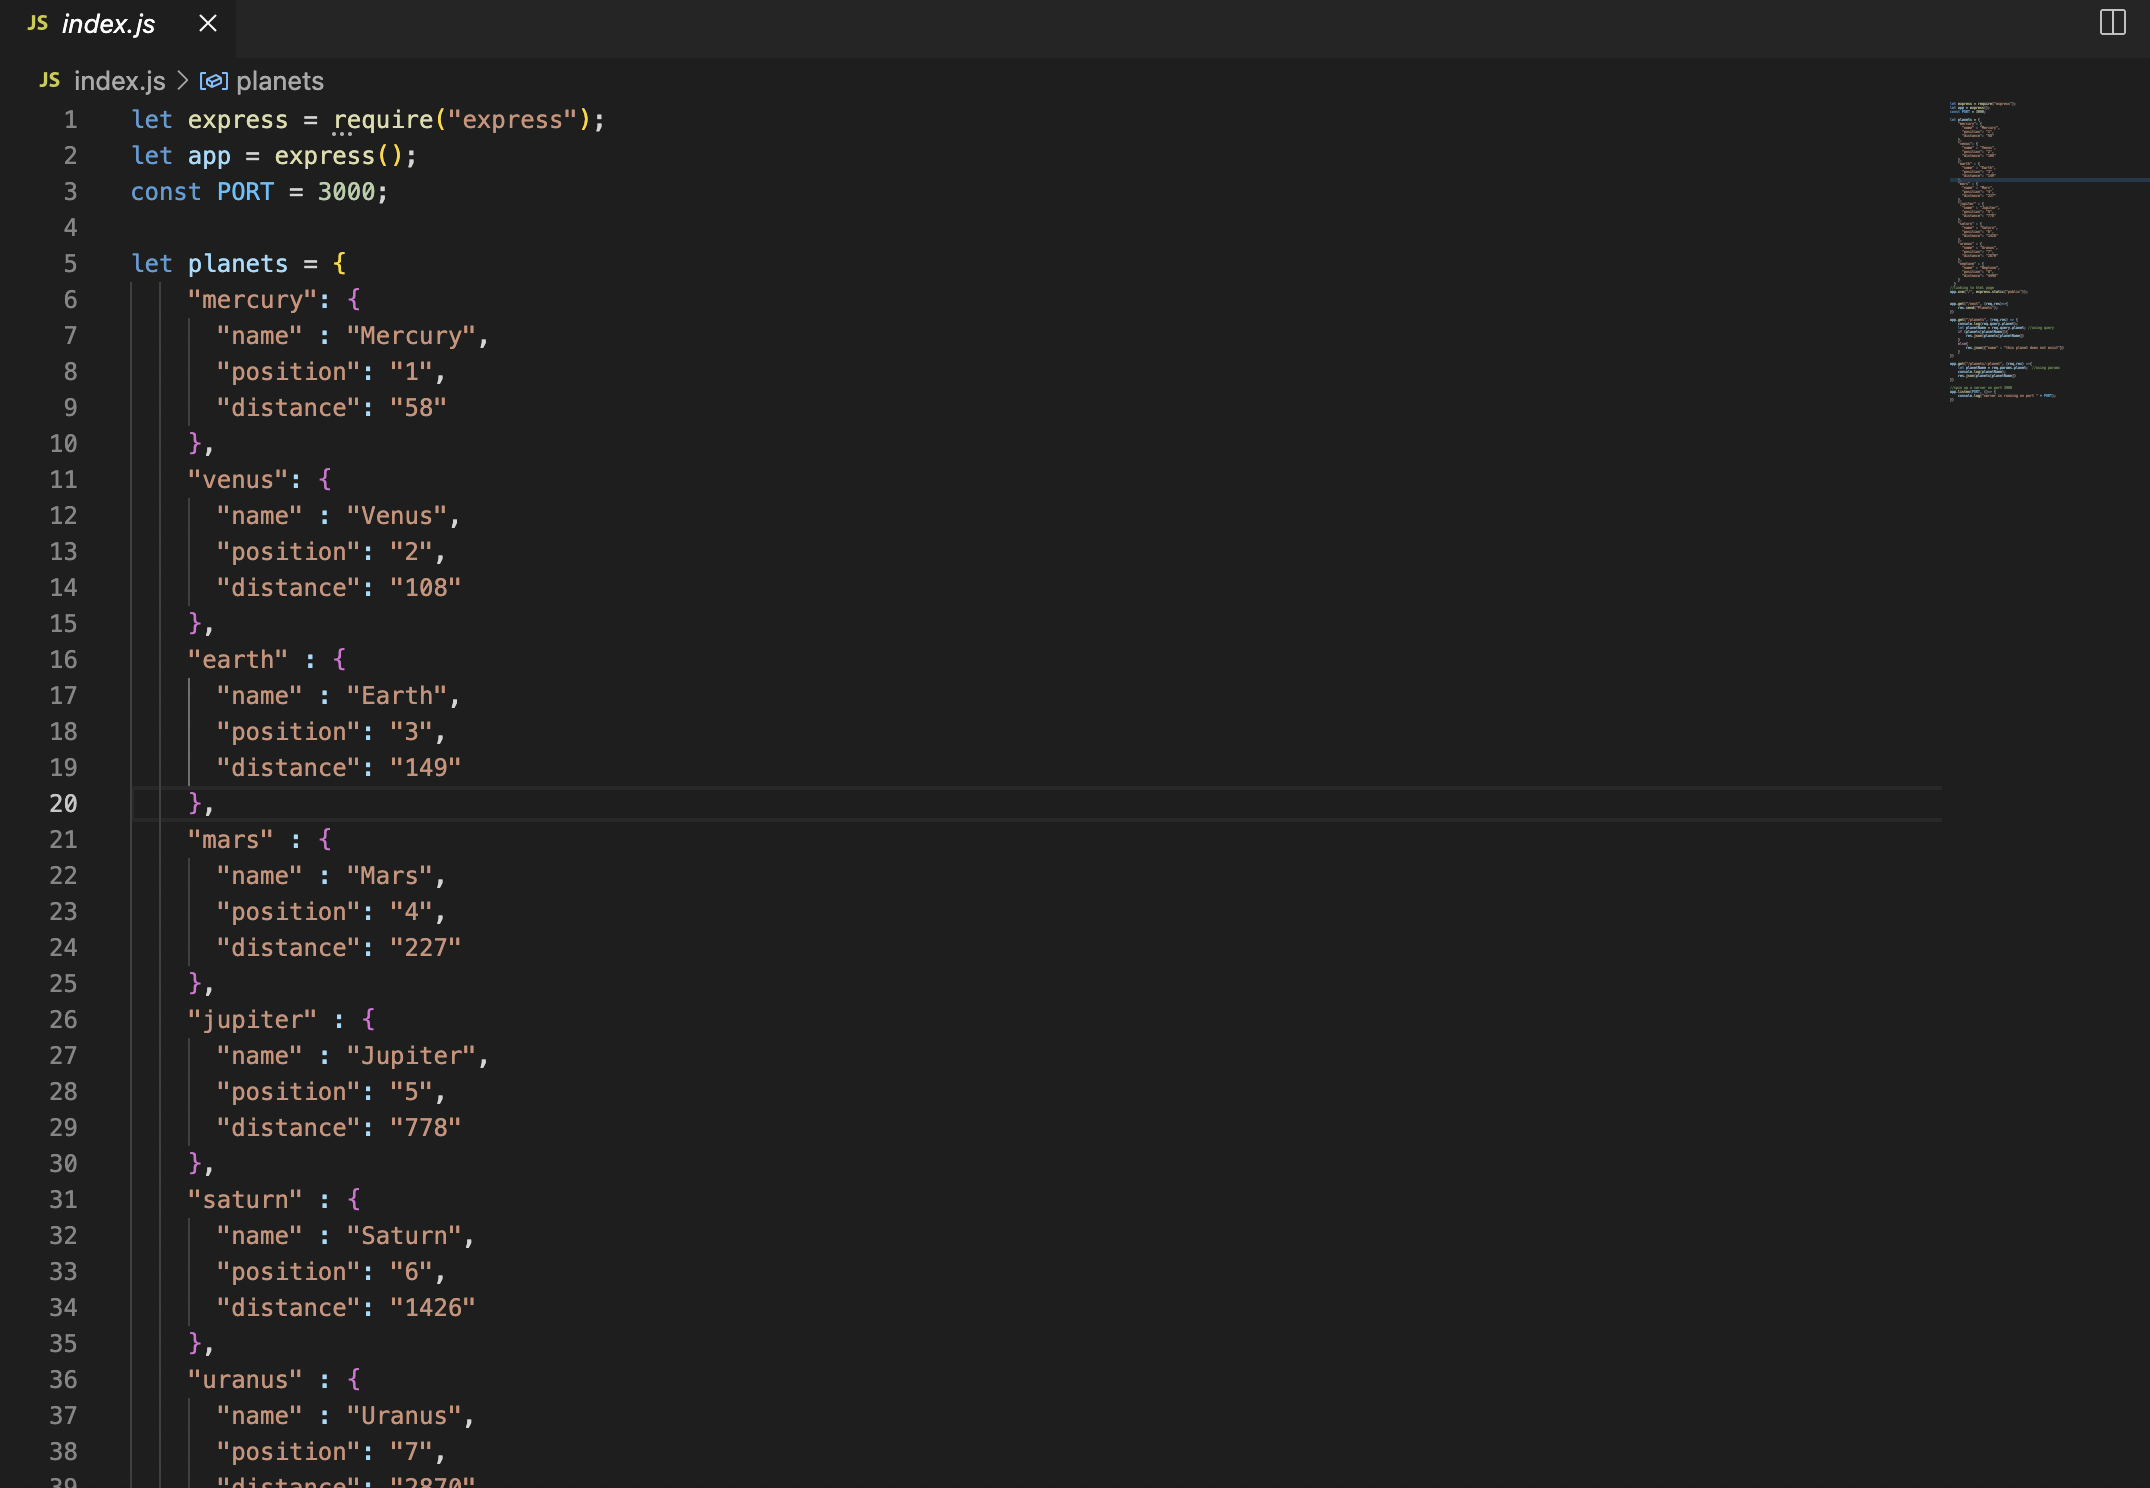 JS index.js
JS index.js > planets
1 let express = require("express");
2 let app = express();
3 const PORT = 3000;
4
5 let planets = {
6 "mercury": {
7 "name" : "Mercury",
8 "position": "1",
9 "distance": "58"
10 },
11 "venus": {
12 "name" : "Venus",
13 "position": "2",
14 "distance": "108"
15 },
16 "earth" : {
17 "name" : "Earth",
18 "position": "3",
19 "distance": "149"
20 },
21 "mars" : {
22 "name" : "Mars",
23 "position": "4",
24 "distance": "227"
25 },
26 "jupiter" : {
27 "name" : "Jupiter",
28 "position": "5",
29 "distance": "778"
30 },
31 "saturn" : {
32 "name" : "Saturn",
33 "position": "6",
34 "distance": "1426"
35 },
36 "uranus" : {
37 "name" : "Uranus",
38 "position": "7",
39 "distance": "2870"